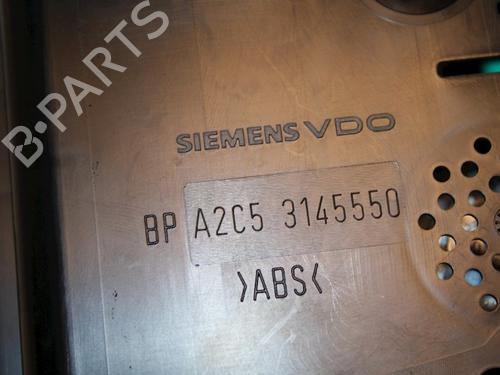 B·PARTS
SIEMENS VDO
BP A2C5 3145550
>ABS<